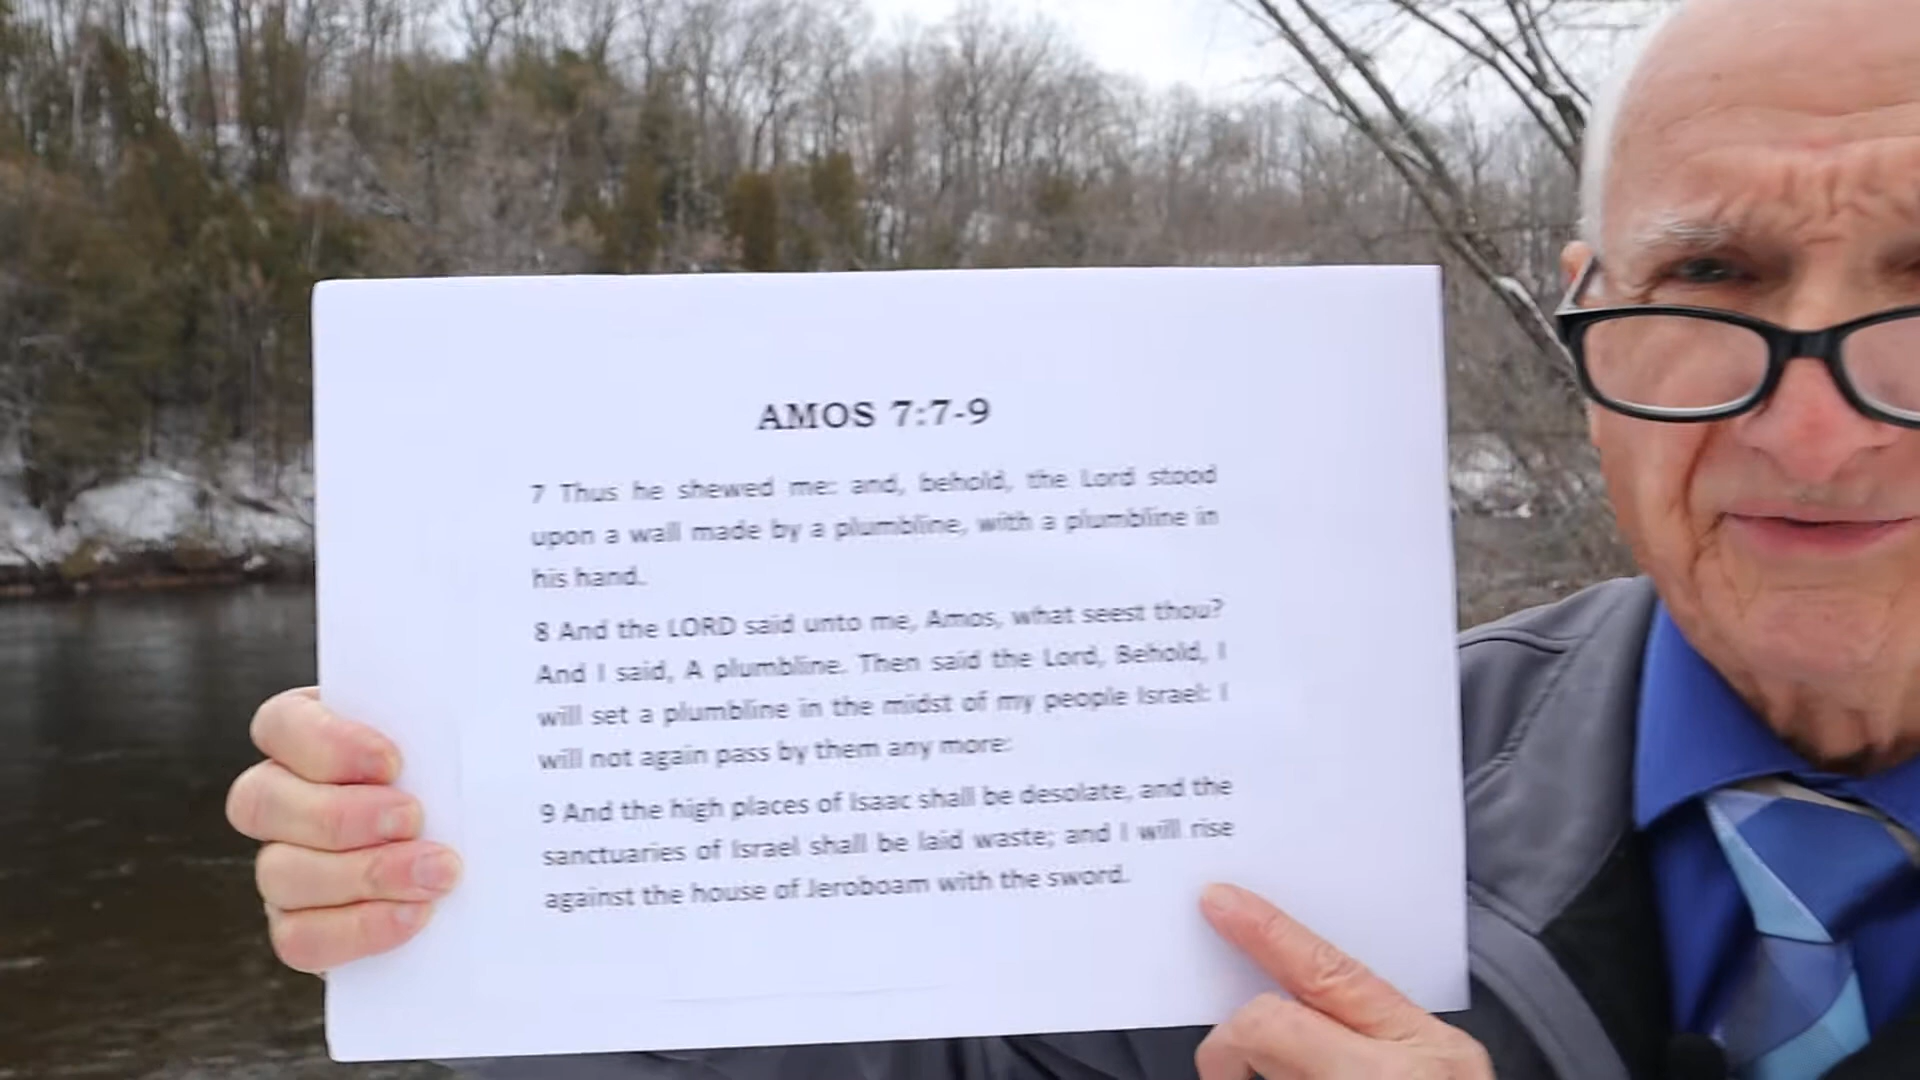 AMOS 7:7-9
7 Thus he shewed me: and, behold, the Lord stood
upon a wall made by a plumbline, with a plumbline in
his hand.
8 And the LORD said unto me, Amos, what seest thou?
And I said, A plumbline. Then said the Lord, Behold, I
will set a plumbline in the midst of my people Israel: I
will not again pass by them any more:
9 And the high places of Isaac shall be desolate, and the
sanctuaries of Israel shall be laid waste; and I will rise
against the house of Jeroboam with the sword.